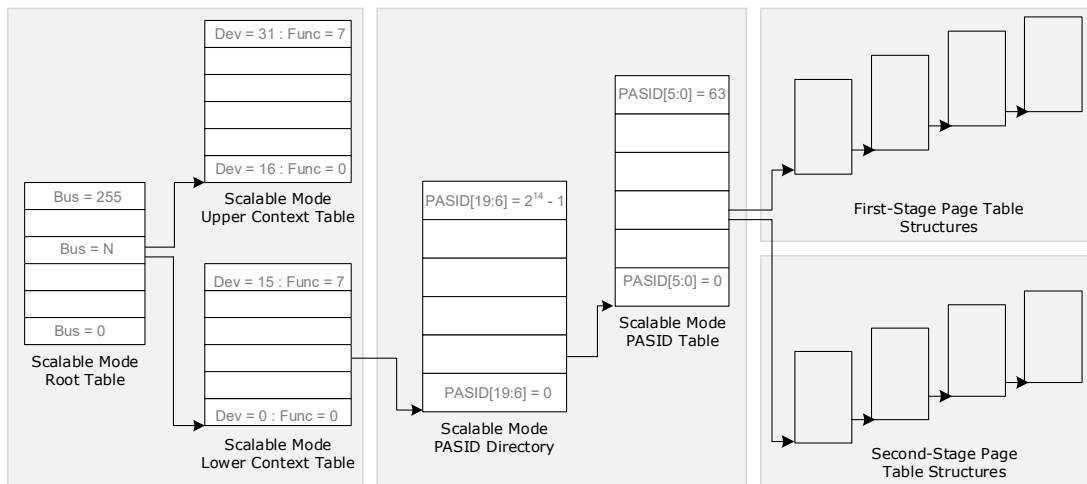 Dev = 31 : Func = 7
Dev = 16 : Func = 0
Scalable Mode
Upper Context Table
Bus = 255
Bus = N
Bus = 0
Scalable Mode
Root Table
Dev = 15 : Func = 7
Dev = 0 : Func = 0
Scalable Mode
Lower Context Table
PASID[19:6] = 2¹⁴ - 1
PASID[19:6] = 0
Scalable Mode
PASID Directory
PASID[5:0] = 63
PASID[5:0] = 0
Scalable Mode
PASID Table
First-Stage Page Table
Structures
Second-Stage Page
Table Structures